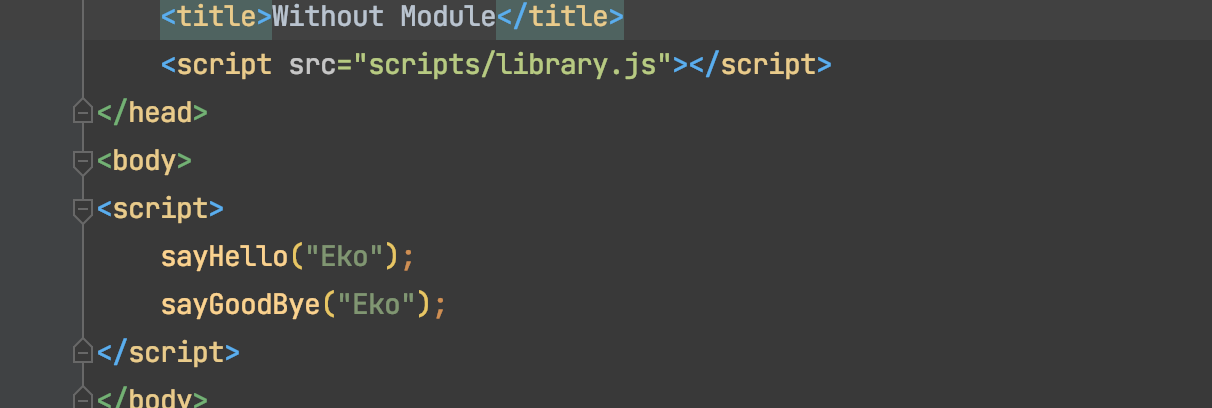 <title>Without Module</title>
<script src="scripts/library.js"></script>
</head>
<body>
<script>
sayHello("Eko");
sayGoodBye("Eko");
</script>
</body>